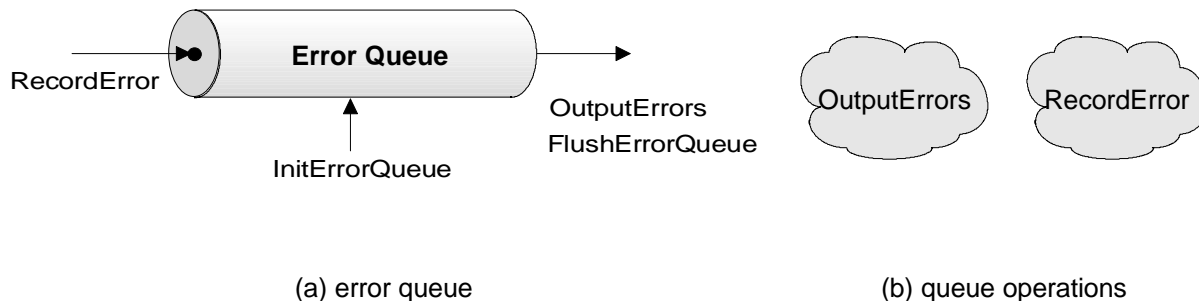 Error Queue
RecordError
OutputErrors
FlushErrorQueue
InitErrorQueue
OutputErrors
RecordError
(a) error queue
(b) queue operations